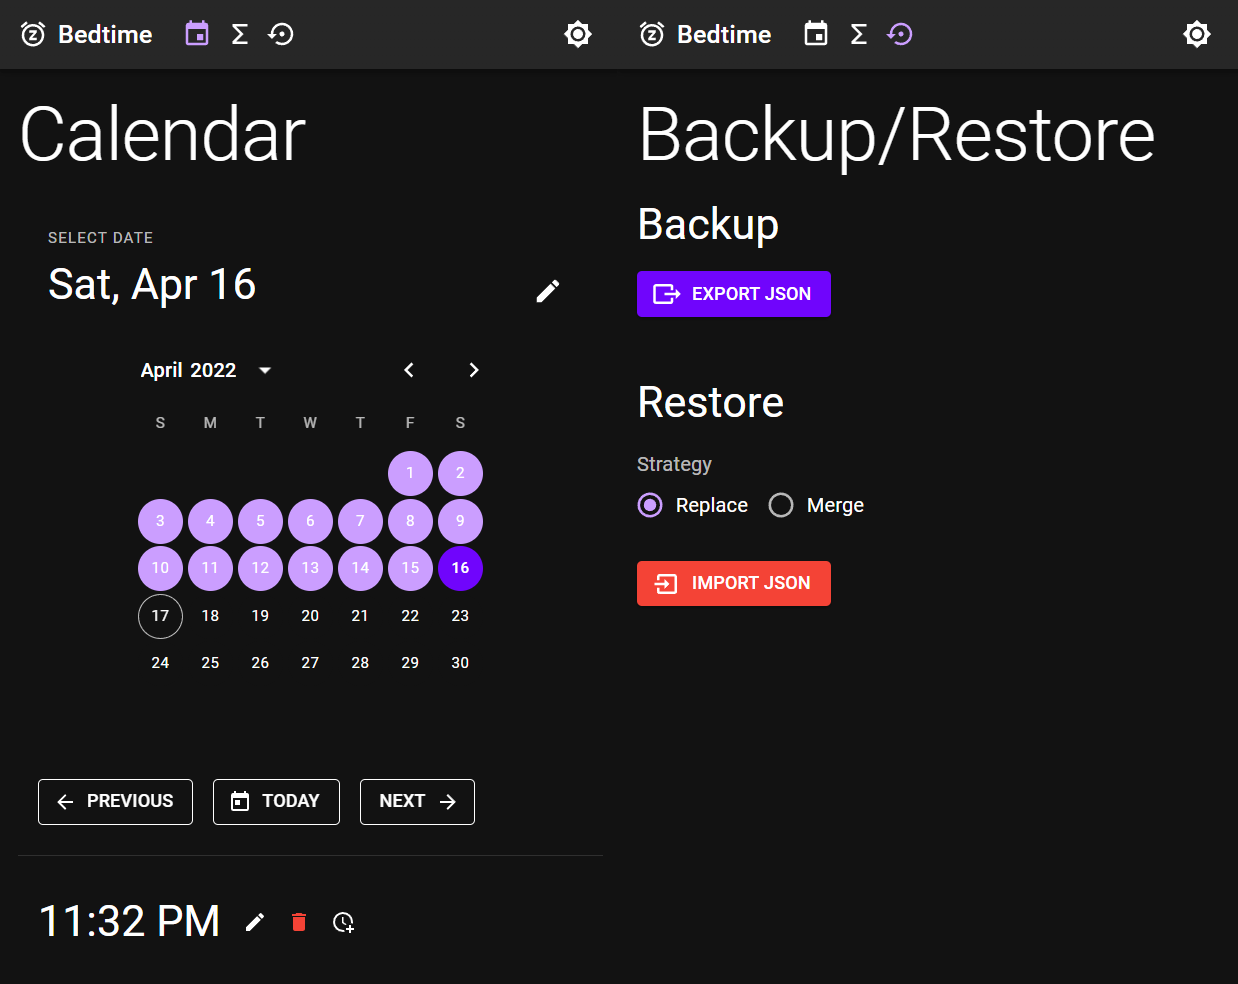 Bedtime
Calendar
SELECT DATE
Sat, Apr 16
April 2022
S M T W T F S
1 2
3 4 5 6 7 8 9
10 11 12 13 14 15 16
17 18 19 20 21 22 23
24 25 26 27 28 29 30
PREVIOUS TODAY NEXT
11:32 PM
Bedtime
Backup/Restore
Backup
EXPORT JSON
Restore
Strategy
Replace Merge
IMPORT JSON